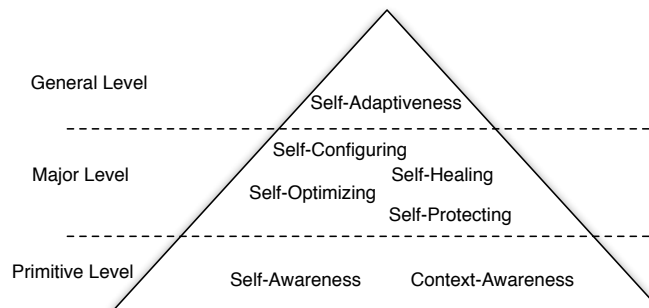 General Level
Self-Adaptiveness
Self-Configuring
Major Level
Self-Healing
Self-Optimizing
Self-Protecting
Primitive Level
Self-Awareness
Context-Awareness